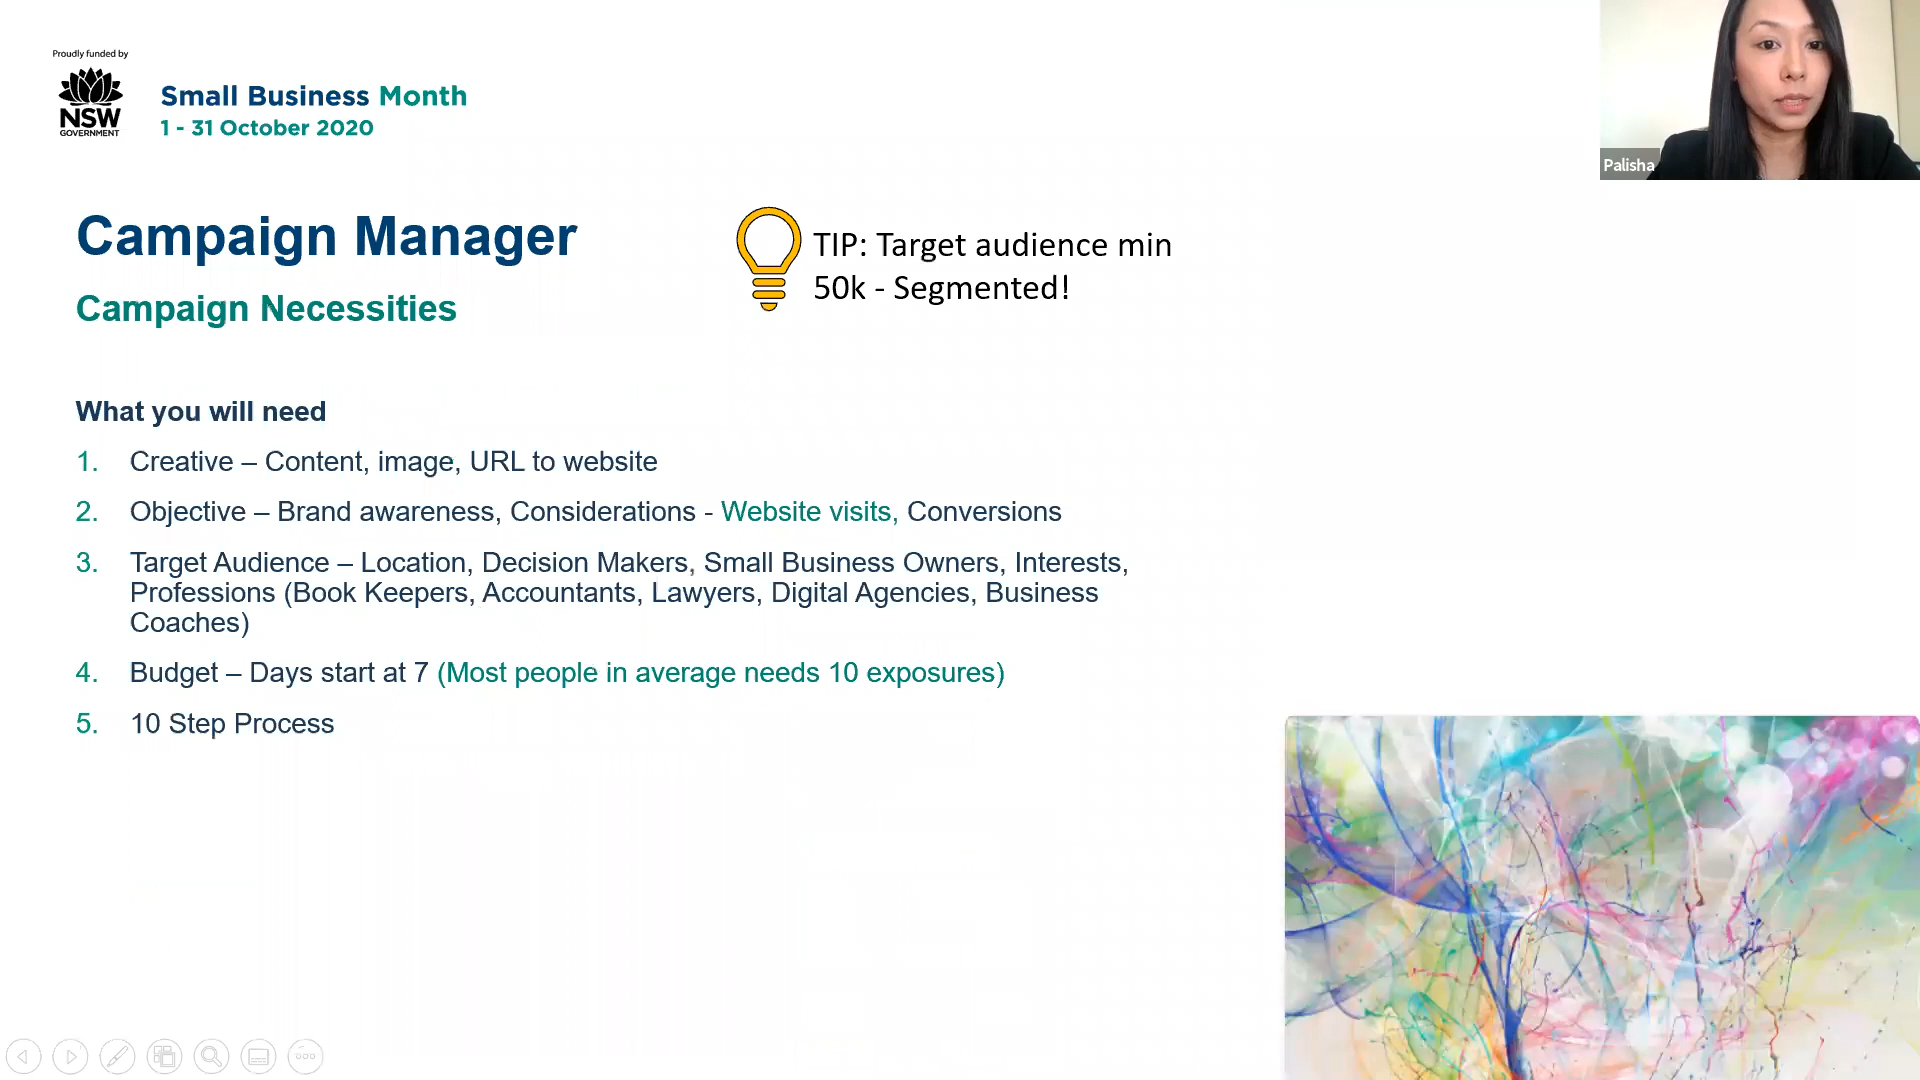 Proudly funded by
NSW
GOVERNMENT
Small Business Month
1 - 31 October 2020
Palisha
Campaign Manager
TIP: Target audience min
50k - Segmented!
Campaign Necessities
What you will need
1. Creative – Content, image, URL to website
2. Objective – Brand awareness, Considerations - Website visits, Conversions
3. Target Audience – Location, Decision Makers, Small Business Owners, Interests,
Professions (Book Keepers, Accountants, Lawyers, Digital Agencies, Business
Coaches)
4. Budget – Days start at 7 (Most people in average needs 10 exposures)
5. 10 Step Process